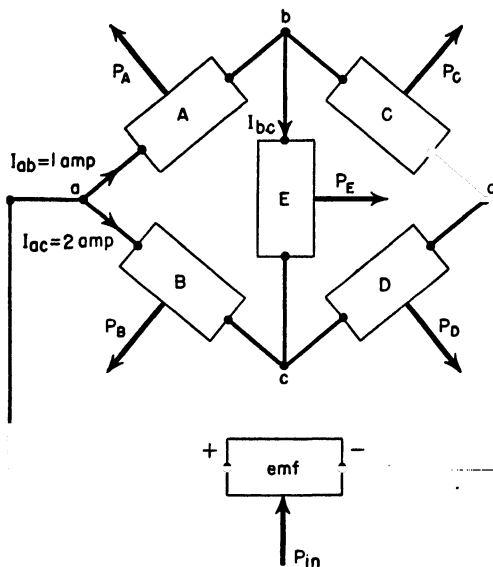 b
P_A
P_C
A
C
I_bc
I_ab=1 amp
a
P_E
E
I_ac=2 amp
B
D
P_B
P_D
c
+
emf
−
P_in